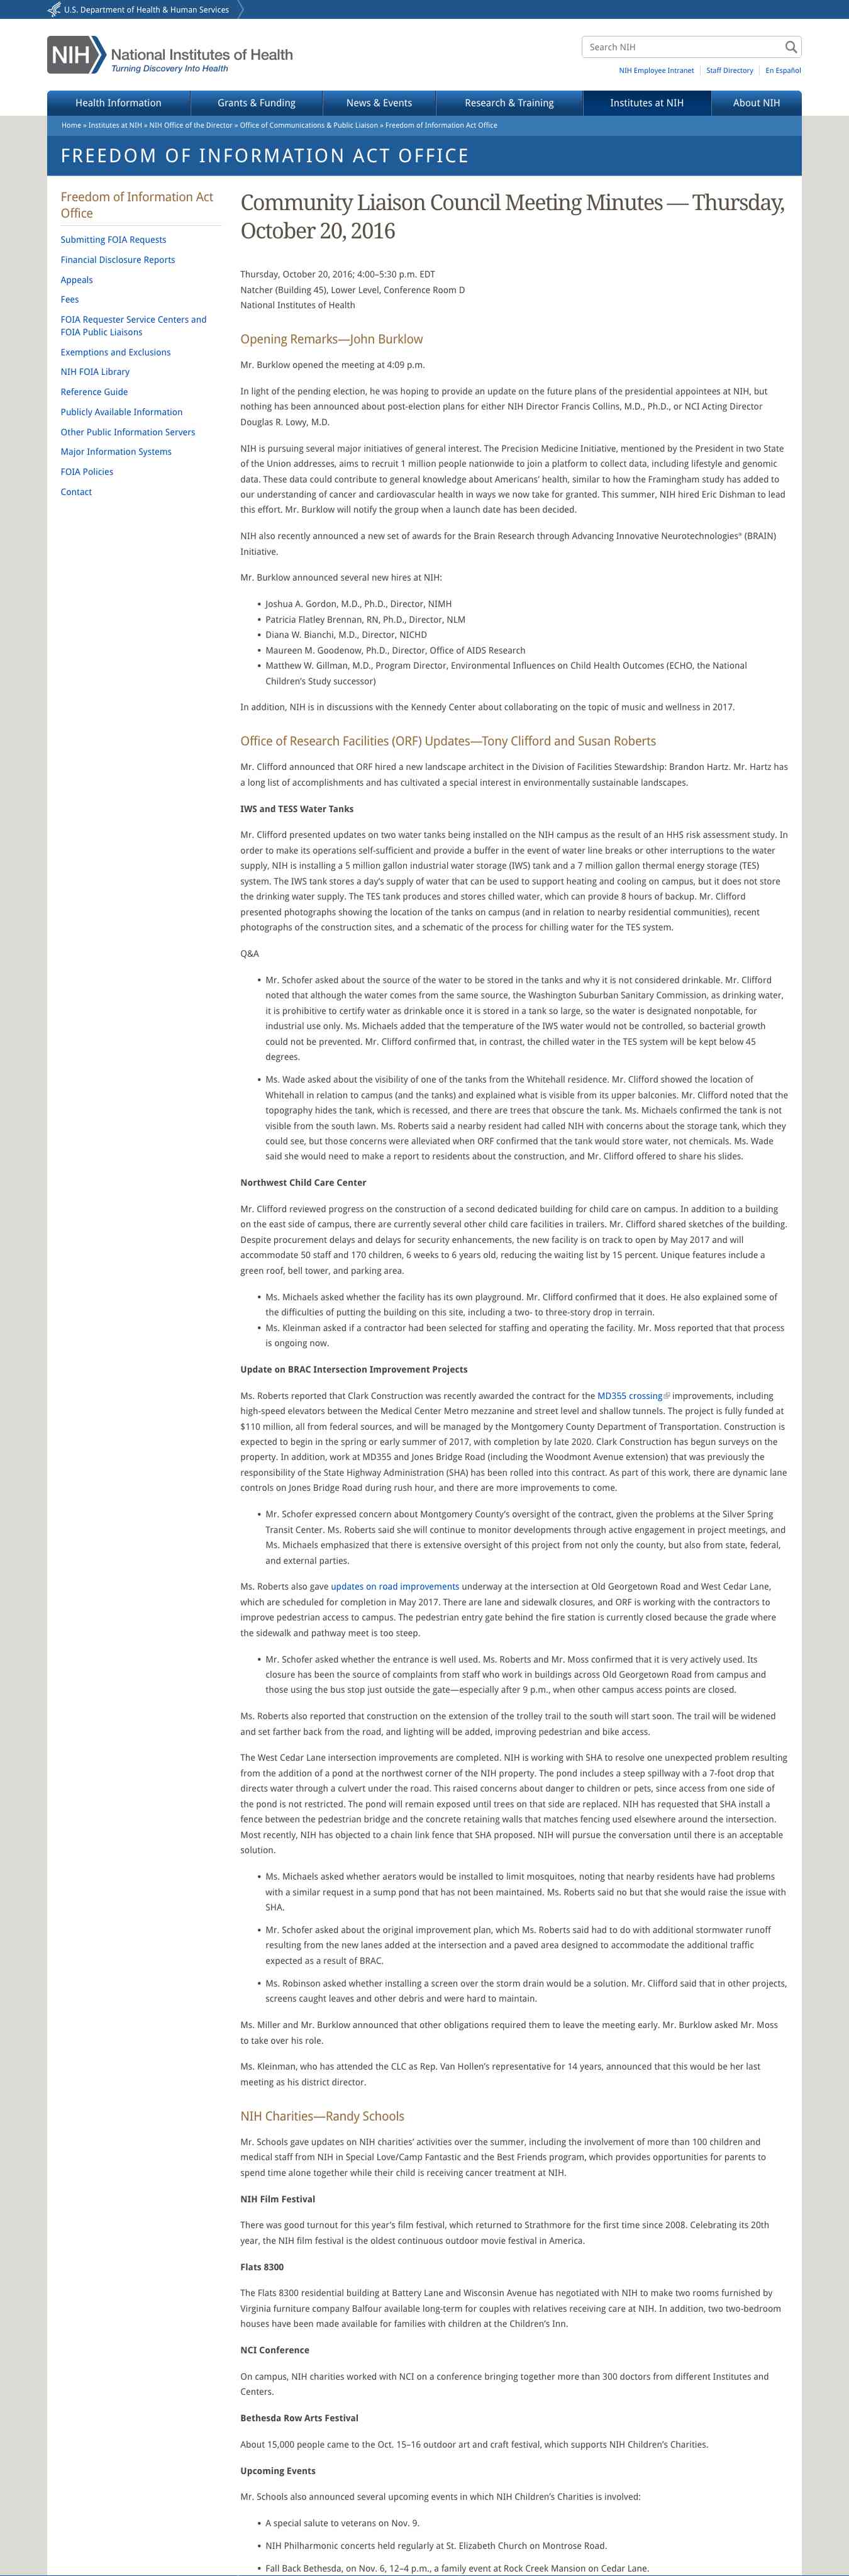 U.S. Department of Health & Human Services
NIH National Institutes of Health
Turning Discovery Into Health
Search NIH
NIH Employee Intranet | Staff Directory | En Español
Health Information
Grants & Funding
News & Events
Research & Training
Institutes at NIH
About NIH
Home » Institutes at NIH » NIH Office of the Director » Office of Communications & Public Liaison » Freedom of Information Act Office
FREEDOM OF INFORMATION ACT OFFICE
Freedom of Information Act
Office
Submitting FOIA Requests
Financial Disclosure Reports
Appeals
Fees
FOIA Requester Service Centers and
FOIA Public Liaisons
Exemptions and Exclusions
NIH FOIA Library
Reference Guide
Publicly Available Information
Other Public Information Servers
Major Information Systems
FOIA Policies
Contact
Community Liaison Council Meeting Minutes — Thursday,
October 20, 2016
Thursday, October 20, 2016; 4:00–5:30 p.m. EDT
Natcher (Building 45), Lower Level, Conference Room D
National Institutes of Health
Opening Remarks—John Burklow
Mr. Burklow opened the meeting at 4:09 p.m.
In light of the pending election, he was hoping to provide an update on the future plans of the presidential appointees at NIH, but
nothing has been announced about post-election plans for either NIH Director Francis Collins, M.D., Ph.D., or NCI Acting Director
Douglas R. Lowy, M.D.
NIH is pursuing several major initiatives of general interest. The Precision Medicine Initiative, mentioned by the President in two State
of the Union addresses, aims to recruit 1 million people nationwide to join a platform to collect data, including lifestyle and genomic
data. These data could contribute to general knowledge about Americans’ health, similar to how the Framingham study has added to
our understanding of cancer and cardiovascular health in ways we now take for granted. This summer, NIH hired Eric Dishman to lead
this effort. Mr. Burklow will notify the group when a launch date has been decided.
NIH also recently announced a new set of awards for the Brain Research through Advancing Innovative Neurotechnologies® (BRAIN)
Initiative.
Mr. Burklow announced several new hires at NIH:
• Joshua A. Gordon, M.D., Ph.D., Director, NIMH
• Patricia Flatley Brennan, RN, Ph.D., Director, NLM
• Diana W. Bianchi, M.D., Director, NICHD
• Maureen M. Goodenow, Ph.D., Director, Office of AIDS Research
• Matthew W. Gillman, M.D., Program Director, Environmental Influences on Child Health Outcomes (ECHO, the National
Children’s Study successor)
In addition, NIH is in discussions with the Kennedy Center about collaborating on the topic of music and wellness in 2017.
Office of Research Facilities (ORF) Updates—Tony Clifford and Susan Roberts
Mr. Clifford announced that ORF hired a new landscape architect in the Division of Facilities Stewardship: Brandon Hartz. Mr. Hartz has
a long list of accomplishments and has cultivated a special interest in environmentally sustainable landscapes.
IWS and TESS Water Tanks
Mr. Clifford presented updates on two water tanks being installed on the NIH campus as the result of an HHS risk assessment study. In
order to make its operations self-sufficient and provide a buffer in the event of water line breaks or other interruptions to the water
supply, NIH is installing a 5 million gallon industrial water storage (IWS) tank and a 7 million gallon thermal energy storage (TES)
system. The IWS tank stores a day’s supply of water that can be used to support heating and cooling on campus, but it does not store
the drinking water supply. The TES tank produces and stores chilled water, which can provide 8 hours of backup. Mr. Clifford
presented photographs showing the location of the tanks on campus (and in relation to nearby residential communities), recent
photographs of the construction sites, and a schematic of the process for chilling water for the TES system.
Q&A
• Mr. Schofer asked about the source of the water to be stored in the tanks and why it is not considered drinkable. Mr. Clifford
noted that although the water comes from the same source, the Washington Suburban Sanitary Commission, as drinking water,
it is prohibitive to certify water as drinkable once it is stored in a tank so large, so the water is designated nonpotable, for
industrial use only. Ms. Michaels added that the temperature of the IWS water would not be controlled, so bacterial growth
could not be prevented. Mr. Clifford confirmed that, in contrast, the chilled water in the TES system will be kept below 45
degrees.
• Ms. Wade asked about the visibility of one of the tanks from the Whitehall residence. Mr. Clifford showed the location of
Whitehall in relation to campus (and the tanks) and explained what is visible from its upper balconies. Mr. Clifford noted that the
topography hides the tank, which is recessed, and there are trees that obscure the tank. Ms. Michaels confirmed the tank is not
visible from the south lawn. Ms. Roberts said a nearby resident had called NIH with concerns about the storage tank, which they
could see, but those concerns were alleviated when ORF confirmed that the tank would store water, not chemicals. Ms. Wade
said she would need to make a report to residents about the construction, and Mr. Clifford offered to share his slides.
Northwest Child Care Center
Mr. Clifford reviewed progress on the construction of a second dedicated building for child care on campus. In addition to a building
on the east side of campus, there are currently several other child care facilities in trailers. Mr. Clifford shared sketches of the building.
Despite procurement delays and delays for security enhancements, the new facility is on track to open by May 2017 and will
accommodate 50 staff and 170 children, 6 weeks to 6 years old, reducing the waiting list by 15 percent. Unique features include a
green roof, bell tower, and parking area.
• Ms. Michaels asked whether the facility has its own playground. Mr. Clifford confirmed that it does. He also explained some of
the difficulties of putting the building on this site, including a two- to three-story drop in terrain.
• Ms. Kleinman asked if a contractor had been selected for staffing and operating the facility. Mr. Moss reported that that process
is ongoing now.
Update on BRAC Intersection Improvement Projects
Ms. Roberts reported that Clark Construction was recently awarded the contract for the MD355 crossing improvements, including
high-speed elevators between the Medical Center Metro mezzanine and street level and shallow tunnels. The project is fully funded at
$110 million, all from federal sources, and will be managed by the Montgomery County Department of Transportation. Construction is
expected to begin in the spring or early summer of 2017, with completion by late 2020. Clark Construction has begun surveys on the
property. In addition, work at MD355 and Jones Bridge Road (including the Woodmont Avenue extension) that was previously the
responsibility of the State Highway Administration (SHA) has been rolled into this contract. As part of this work, there are dynamic lane
controls on Jones Bridge Road during rush hour, and there are more improvements to come.
• Mr. Schofer expressed concern about Montgomery County’s oversight of the contract, given the problems at the Silver Spring
Transit Center. Ms. Roberts said she will continue to monitor developments through active engagement in project meetings, and
Ms. Michaels emphasized that there is extensive oversight of this project from not only the county, but also from state, federal,
and external parties.
Ms. Roberts also gave updates on road improvements underway at the intersection at Old Georgetown Road and West Cedar Lane,
which are scheduled for completion in May 2017. There are lane and sidewalk closures, and ORF is working with the contractors to
improve pedestrian access to campus. The pedestrian entry gate behind the fire station is currently closed because the grade where
the sidewalk and pathway meet is too steep.
• Mr. Schofer asked whether the entrance is well used. Ms. Roberts and Mr. Moss confirmed that it is very actively used. Its
closure has been the source of complaints from staff who work in buildings across Old Georgetown Road from campus and
those using the bus stop just outside the gate—especially after 9 p.m., when other campus access points are closed.
Ms. Roberts also reported that construction on the extension of the trolley trail to the south will start soon. The trail will be widened
and set farther back from the road, and lighting will be added, improving pedestrian and bike access.
The West Cedar Lane intersection improvements are completed. NIH is working with SHA to resolve one unexpected problem resulting
from the addition of a pond at the northwest corner of the NIH property. The pond includes a steep spillway with a 7-foot drop that
directs water through a culvert under the road. This raised concerns about danger to children or pets, since access from one side of
the pond is not restricted. The pond will remain exposed until trees on that side are replaced. NIH has requested that SHA install a
fence between the pedestrian bridge and the concrete retaining walls that matches fencing used elsewhere around the intersection.
Most recently, NIH has objected to a chain link fence that SHA proposed. NIH will pursue the conversation until there is an acceptable
solution.
• Ms. Michaels asked whether aerators would be installed to limit mosquitoes, noting that nearby residents have had problems
with a similar request in a sump pond that has not been maintained. Ms. Roberts said no but that she would raise the issue with
SHA.
• Mr. Schofer asked about the original improvement plan, which Ms. Roberts said had to do with additional stormwater runoff
resulting from the new lanes added at the intersection and a paved area designed to accommodate the additional traffic
expected as a result of BRAC.
• Ms. Robinson asked whether installing a screen over the storm drain would be a solution. Mr. Clifford said that in other projects,
screens caught leaves and other debris and were hard to maintain.
Ms. Miller and Mr. Burklow announced that other obligations required them to leave the meeting early. Mr. Burklow asked Mr. Moss
to take over his role.
Ms. Kleinman, who has attended the CLC as Rep. Van Hollen’s representative for 14 years, announced that this would be her last
meeting as his district director.
NIH Charities—Randy Schools
Mr. Schools gave updates on NIH charities’ activities over the summer, including the involvement of more than 100 children and
medical staff from NIH in Special Love/Camp Fantastic and the Best Friends program, which provides opportunities for parents to
spend time alone together while their child is receiving cancer treatment at NIH.
NIH Film Festival
There was good turnout for this year’s film festival, which returned to Strathmore for the first time since 2008. Celebrating its 20th
year, the NIH film festival is the oldest continuous outdoor movie festival in America.
Flats 8300
The Flats 8300 residential building at Battery Lane and Wisconsin Avenue has negotiated with NIH to make two rooms furnished by
Virginia furniture company Balfour available long-term for couples with relatives receiving care at NIH. In addition, two two-bedroom
houses have been made available for families with children at the Children’s Inn.
NCI Conference
On campus, NIH charities worked with NCI on a conference bringing together more than 300 doctors from different Institutes and
Centers.
Bethesda Row Arts Festival
About 15,000 people came to the Oct. 15–16 outdoor art and craft festival, which supports NIH Children’s Charities.
Upcoming Events
Mr. Schools also announced several upcoming events in which NIH Children’s Charities is involved:
• A special salute to veterans on Nov. 9.
• NIH Philharmonic concerts held regularly at St. Elizabeth Church on Montrose Road.
• Fall Back Bethesda, on Nov. 6, 12–4 p.m., a family event at Rock Creek Mansion on Cedar Lane.